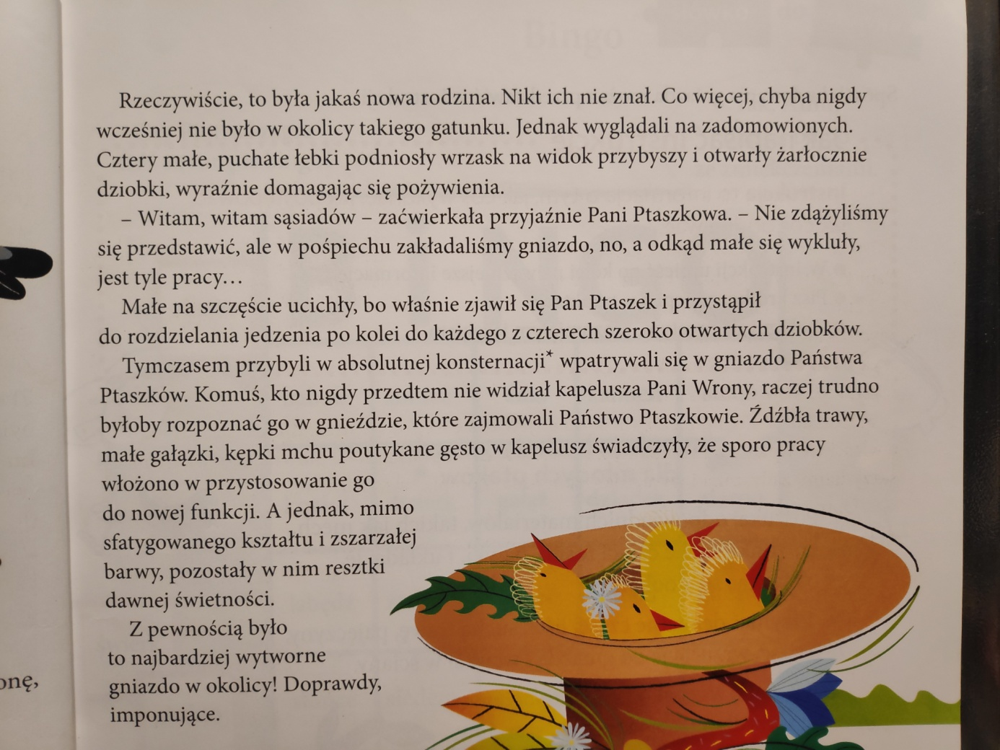 Rzeczywiście, to była jakaś nowa rodzina. Nikt ich nie znał. Co więcej, chyba nigdy
wcześniej nie było w okolicy takiego gatunku. Jednak wyglądali na zadomowionych.
Cztery małe, puchate łebki podniosły wrzask na widok przybyszy i otwarły żarłocznie
dziobki, wyraźnie domagając się pożywienia.
– Witam, witam sąsiadów – zaćwierkała przyjaźnie Pani Ptaszkowa. – Nie zdążyliśmy
się przedstawić, ale w pośpiechu zakładaliśmy gniazdo, no, a odkąd małe się wykluły,
jest tyle pracy…
Małe na szczęście ucichły, bo właśnie zjawił się Pan Ptaszek i przystąpił
do rozdzielania jedzenia po kolei do każdego z czterech szeroko otwartych dziobków.
Tymczasem przybyli w absolutnej konsternacji* wpatrywali się w gniazdo Państwa
Ptaszków. Komuś, kto nigdy przedtem nie widział kapelusza Pani Wrony, raczej trudno
byłoby rozpoznać go w gnieździe, które zajmowali Państwo Ptaszkowie. Źdźbła trawy,
małe gałązki, kępki mchu poutykane gęsto w kapelusz świadczyły, że sporo pracy
włożono w przystosowanie go
do nowej funkcji. A jednak, mimo
sfatygowanego kształtu i zszarzałej
barwy, pozostały w nim resztki
dawnej świetności.
Z pewnością było
to najbardziej wytworne
gniazdo w okolicy! Doprawdy,
imponujące.
onę,